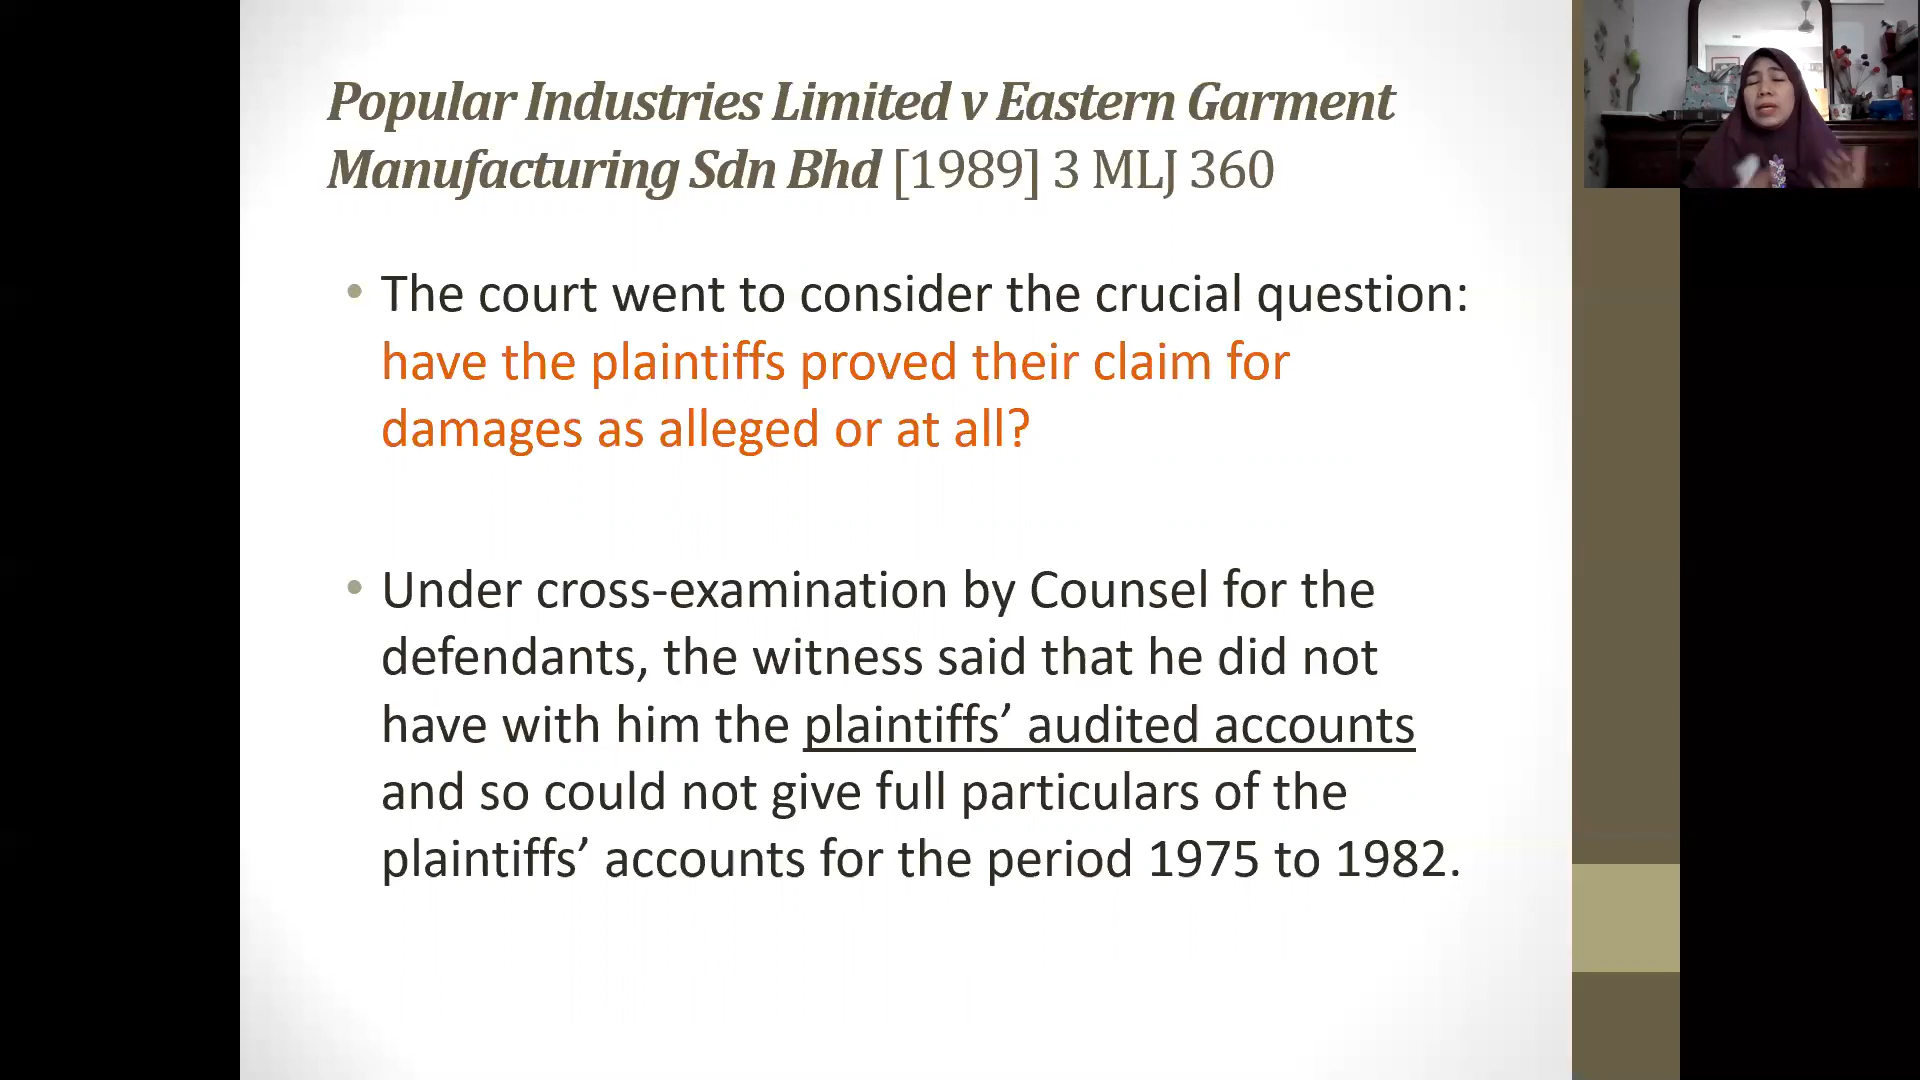 Popular Industries Limited v Eastern Garment
Manufacturing Sdn Bhd [1989] 3 MLJ 360
• The court went to consider the crucial question:
have the plaintiffs proved their claim for
damages as alleged or at all?
• Under cross-examination by Counsel for the
defendants, the witness said that he did not
have with him the plaintiffs’ audited accounts
and so could not give full particulars of the
plaintiffs’ accounts for the period 1975 to 1982.